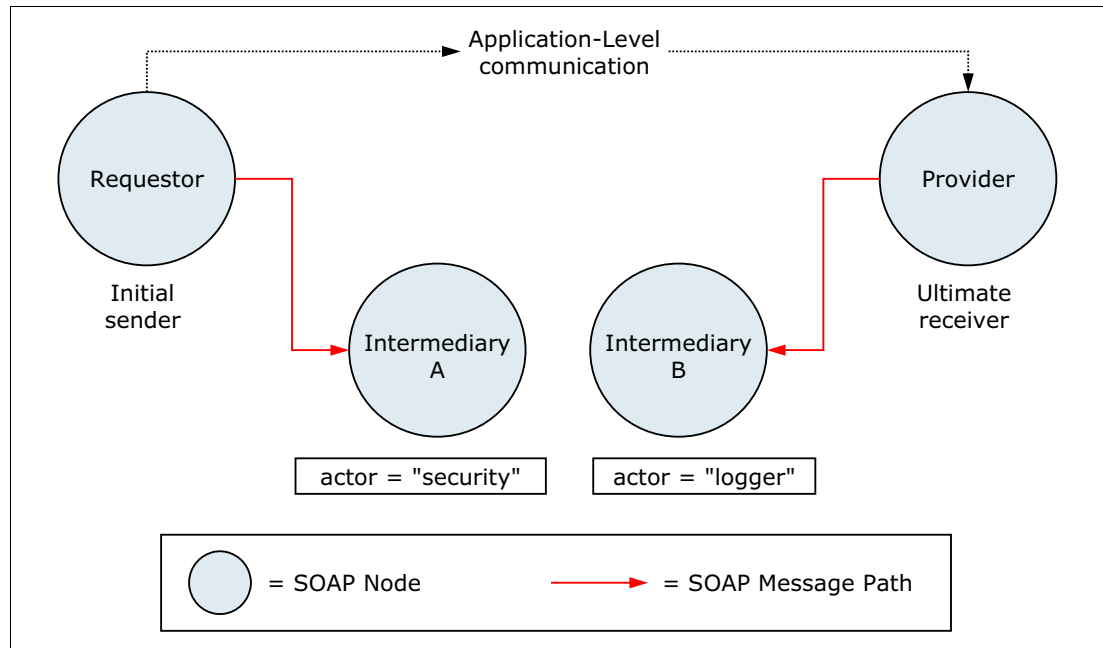 Application-Level
communication
Requestor
Provider
Initial
sender
Ultimate
receiver
Intermediary
A
Intermediary
B
actor = "security"
actor = "logger"
= SOAP Node
= SOAP Message Path